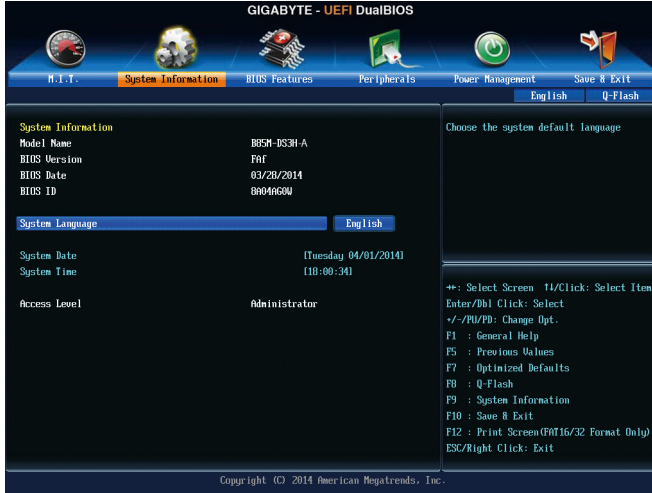 GIGABYTE - UEFI DualBIOS
M.I.T.
System Information
BIOS Features
Peripherals
Power Management
Save & Exit
English
Q-Flash
System Information
Model Name B85M-DS3H-A
BIOS Version FAf
BIOS Date 03/28/2014
BIOS ID 8A04AG0W
System Language English
System Date [Tuesday 04/01/2014]
System Time [18:00:34]
Access Level Administrator
Choose the system default language
→←: Select Screen ↑↓/Click: Select Item
Enter/Dbl Click: Select
+/-/PU/PD: Change Opt.
F1 : General Help
F5 : Previous Values
F7 : Optimized Defaults
F8 : Q-Flash
F9 : System Information
F10 : Save & Exit
F12 : Print Screen(FAT16/32 Format Only)
ESC/Right Click: Exit
Copyright (C) 2014 American Megatrends, Inc.